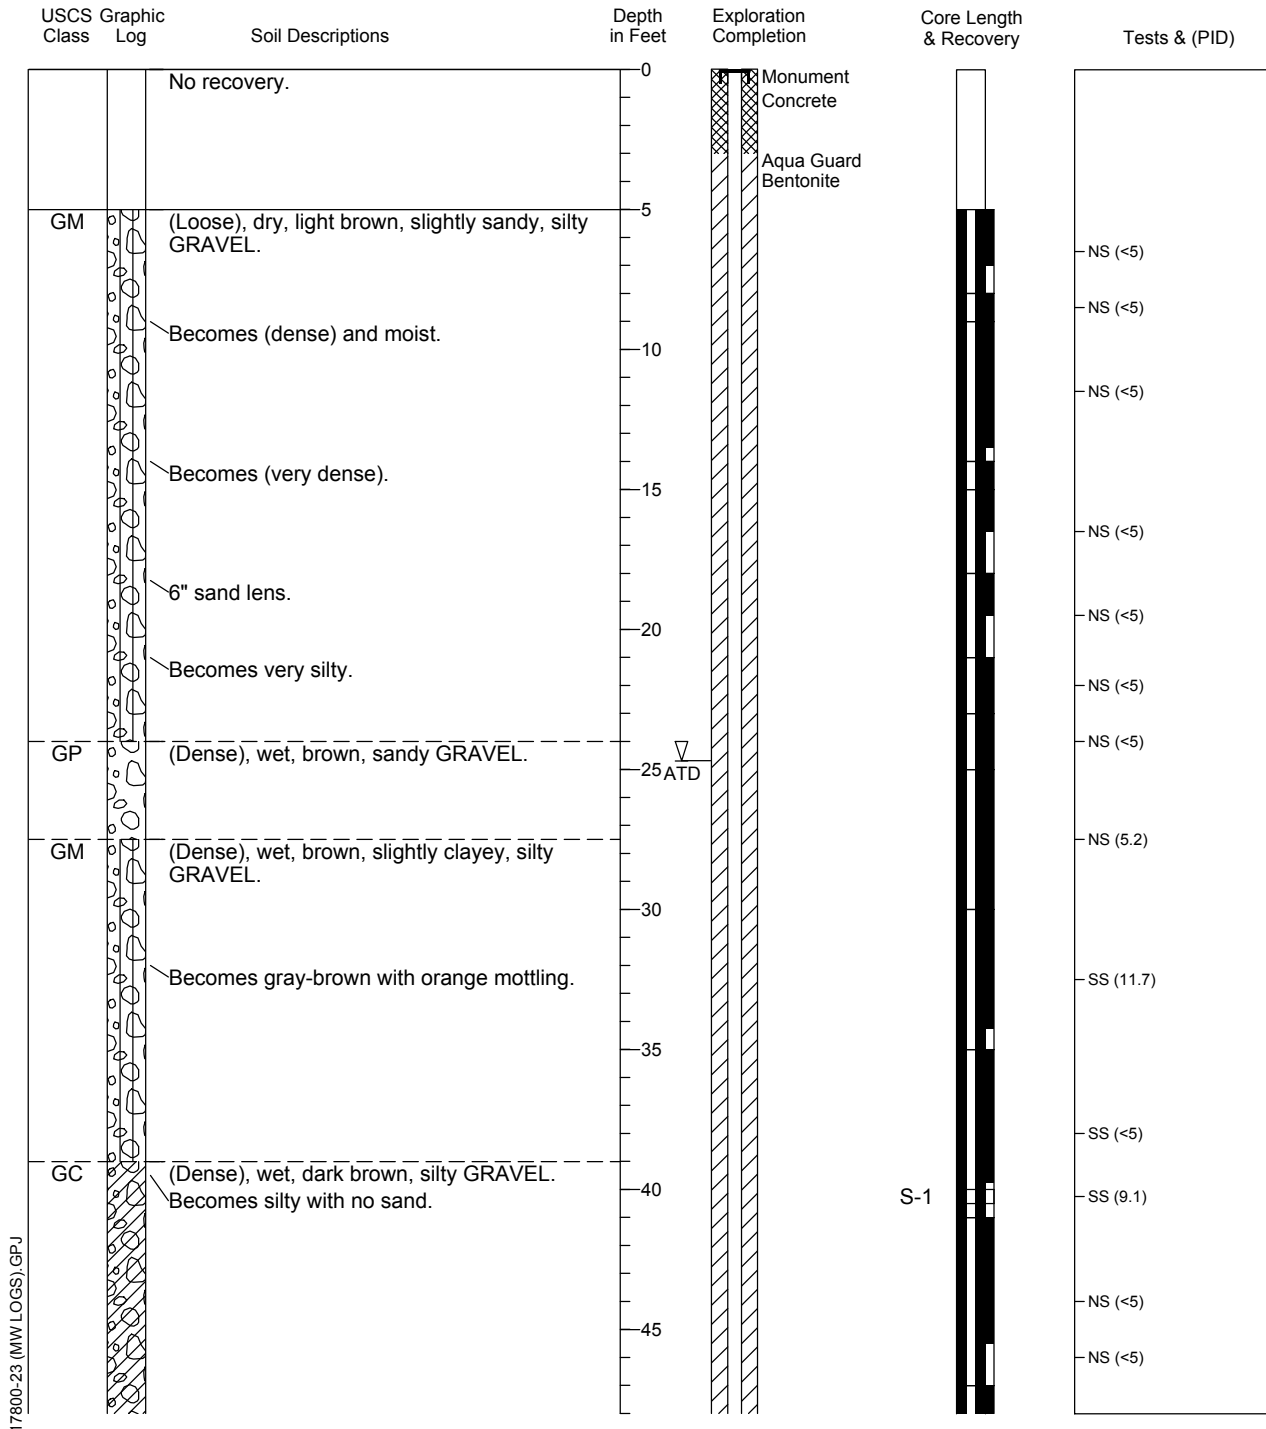 USCS Graphic
Class Log
Soil Descriptions
Depth
in Feet
Exploration
Completion
Core Length
& Recovery
Tests & (PID)
No recovery.
0
Monument
Concrete
Aqua Guard
Bentonite
5
GM
(Loose), dry, light brown, slightly sandy, silty
GRAVEL.
NS (<5)
NS (<5)
Becomes (dense) and moist.
10
NS (<5)
Becomes (very dense).
15
NS (<5)
6" sand lens.
NS (<5)
20
Becomes very silty.
NS (<5)
GP
(Dense), wet, brown, sandy GRAVEL.
NS (<5)
25
ATD
GM
(Dense), wet, brown, slightly clayey, silty
GRAVEL.
NS (5.2)
30
Becomes gray-brown with orange mottling.
SS (11.7)
35
SS (<5)
GC
(Dense), wet, dark brown, silty GRAVEL.
Becomes silty with no sand.
40
S-1
SS (9.1)
NS (<5)
45
NS (<5)
17800-23 (MW LOGS).GPJ